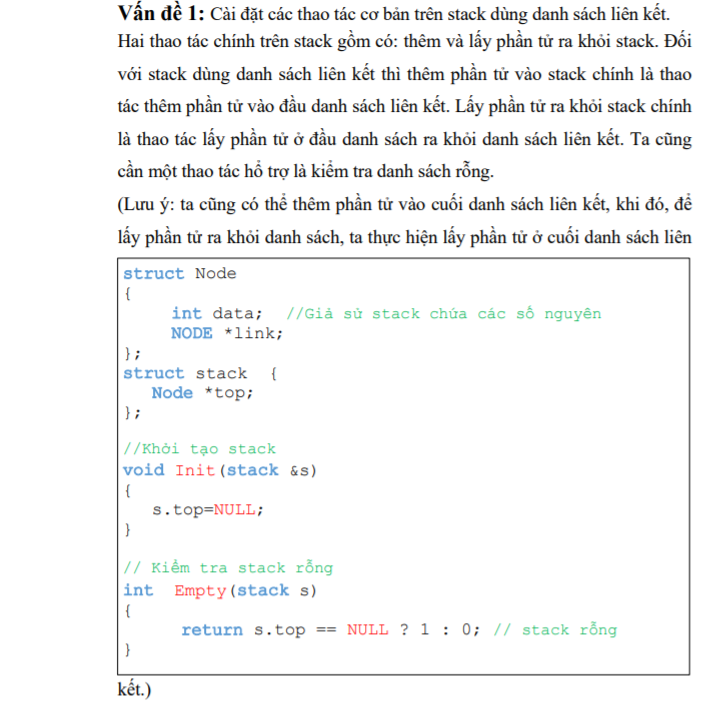 Vấn đề 1: Cài đặt các thao tác cơ bản trên stack dùng danh sách liên kết.
Hai thao tác chính trên stack gồm có: thêm và lấy phần tử ra khỏi stack. Đối
với stack dùng danh sách liên kết thì thêm phần tử vào stack chính là thao
tác thêm phần tử vào đầu danh sách liên kết. Lấy phần tử ra khỏi stack chính
là thao tác lấy phần tử ở đầu danh sách ra khỏi danh sách liên kết. Ta cũng
cần một thao tác hổ trợ là kiểm tra danh sách rỗng.
(Lưu ý: ta cũng có thể thêm phần tử vào cuối danh sách liên kết, khi đó, để
lấy phần tử ra khỏi danh sách, ta thực hiện lấy phần tử ở cuối danh sách liên
struct Node
{
int data; //Giả sử stack chứa các số nguyên
NODE *link;
};
struct stack {
Node *top;
};
//Khởi tạo stack
void Init(stack &s)
{
s.top=NULL;
}
// Kiểm tra stack rỗng
int Empty(stack s)
{
return s.top == NULL ? 1 : 0; // stack rỗng
}
kết.)